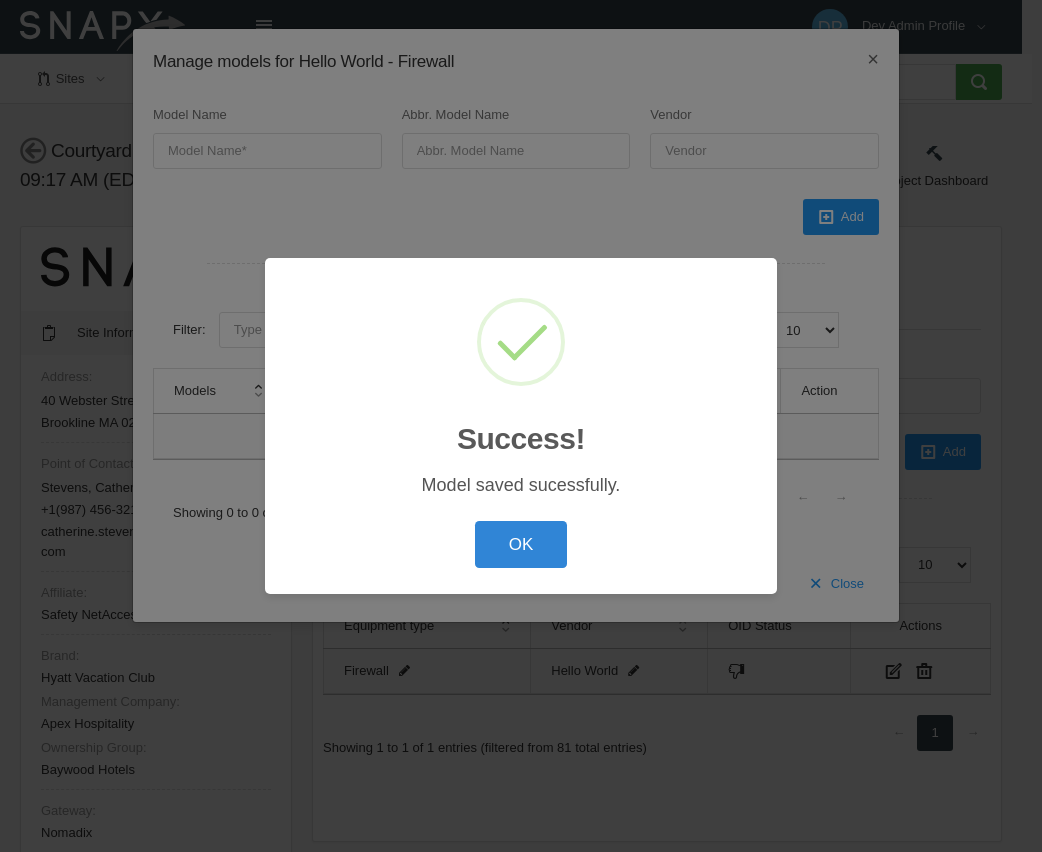 SNAPX
DP
Dev Admin Profile
Manage models for Hello World - Firewall
×
Sites
Model Name
Abbr. Model Name
Vendor
Model Name*
Abbr. Model Name
Vendor
Courtyard
09:17 AM (ED
ject Dashboard
Add
SNA
Filter:
Type
10
Site Inform
Models
Action
Address:
40 Webster Stre
Brookline MA 02
Success!
Add
Point of Contact
Model saved sucessfully.
Stevens, Cather
+1(987) 456-321
Showing 0 to 0 o
← →
catherine.steven
com
OK
10
Close
Affiliate:
Safety NetAcces
Equipment type
Vendor
OID Status
Actions
Brand:
Hyatt Vacation Club
Firewall
Hello World
Management Company:
Apex Hospitality
← 1 →
Ownership Group:
Showing 1 to 1 of 1 entries (filtered from 81 total entries)
Baywood Hotels
Gateway:
Nomadix